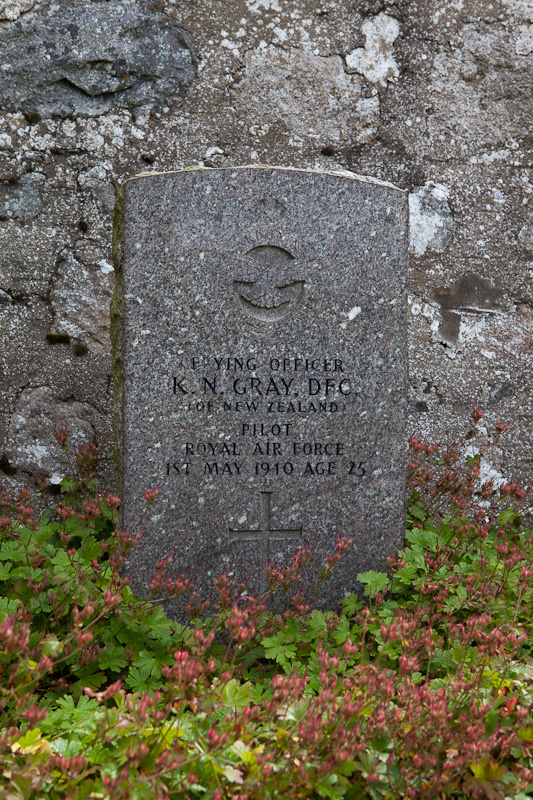 FLYING OFFICER
K. N. GRAY, DFC.
(OF NEW ZEALAND)
PILOT
ROYAL AIR FORCE
1ST MAY 1940 AGE 25